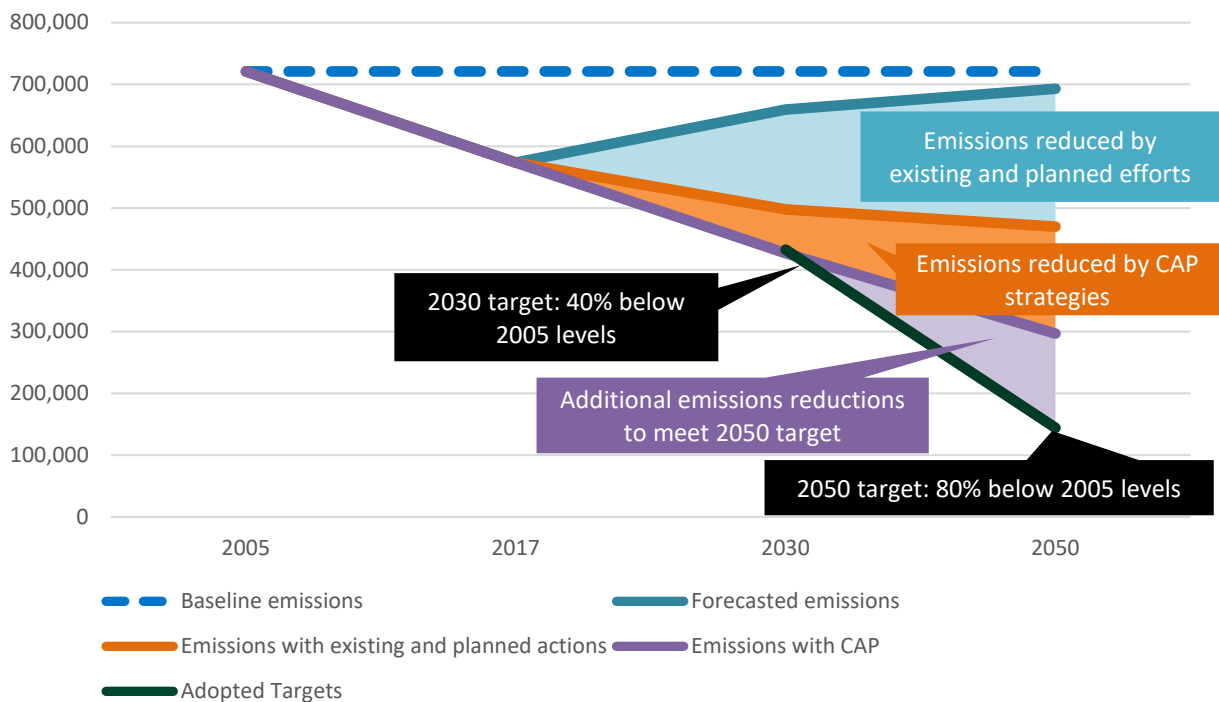 800,000
700,000
600,000
500,000
400,000
300,000
200,000
100,000
0
Emissions reduced by
existing and planned efforts
Emissions reduced by CAP
strategies
2030 target: 40% below
2005 levels
Additional emissions reductions
to meet 2050 target
2050 target: 80% below 2005 levels
2005 2017 2030 2050
Baseline emissions Forecasted emissions
Emissions with existing and planned actions Emissions with CAP
Adopted Targets